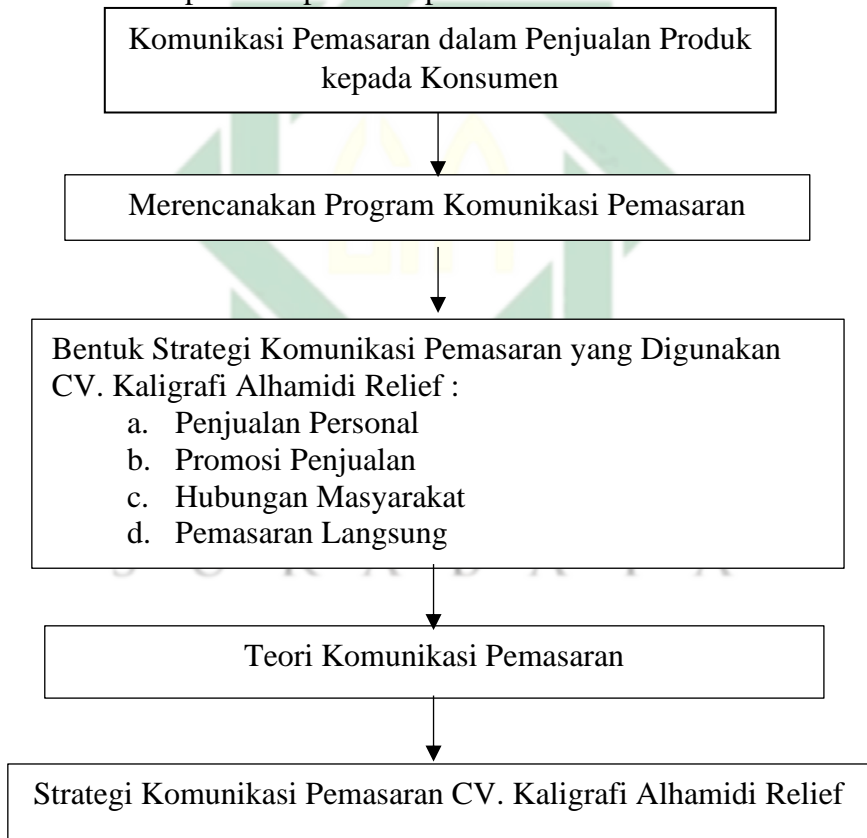 Komunikasi Pemasaran dalam Penjualan Produk
kepada Konsumen
Merencanakan Program Komunikasi Pemasaran
Bentuk Strategi Komunikasi Pemasaran yang Digunakan
CV. Kaligrafi Alhamidi Relief :
a. Penjualan Personal
b. Promosi Penjualan
c. Hubungan Masyarakat
d. Pemasaran Langsung
S U R A B A Y A
Teori Komunikasi Pemasaran
Strategi Komunikasi Pemasaran CV. Kaligrafi Alhamidi Relief